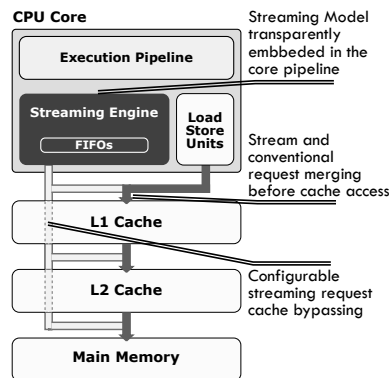 CPU Core
Execution Pipeline
Streaming Engine
FIFOs
Load
Store
Units
L1 Cache
L2 Cache
Main Memory
Streaming Model
transparently
embbeded in the
core pipeline
Stream and
conventional
request merging
before cache access
Configurable
streaming request
cache bypassing